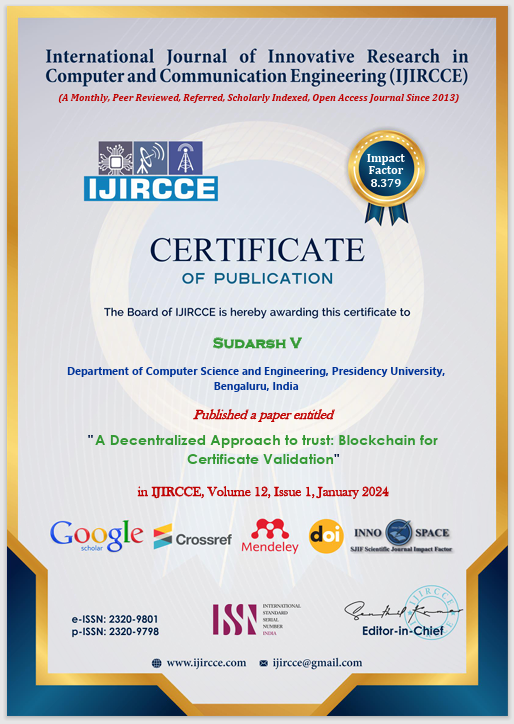 International Journal of Innovative Research in
Computer and Communication Engineering (IJIRCCE)
(A Monthly, Peer Reviewed, Referred, Scholarly Indexed, Open Access Journal Since 2013)
IJIRCCE
Impact
Factor
8.379
CERTIFICATE
OF PUBLICATION
The Board of IJIRCCE is hereby awarding this certificate to
Sudarsh V
Department of Computer Science and Engineering, Presidency University,
Bengaluru, India
Published a paper entitled
"A Decentralized Approach to trust: Blockchain for
Certificate Validation"
in IJIRCCE, Volume 12, Issue 1, January 2024
Google
scholar
Crossref
Mendeley
doi
INNO SPACE
SJIF Scientific Journal Impact Factor
e-ISSN: 2320-9801
p-ISSN: 2320-9798
ISSN
INTERNATIONAL
STANDARD
SERIAL
NUMBER
INDIA
Senthil Kumar
IJIRCCE
Editor-in-Chief
www.ijircce.com
ijircce@gmail.com